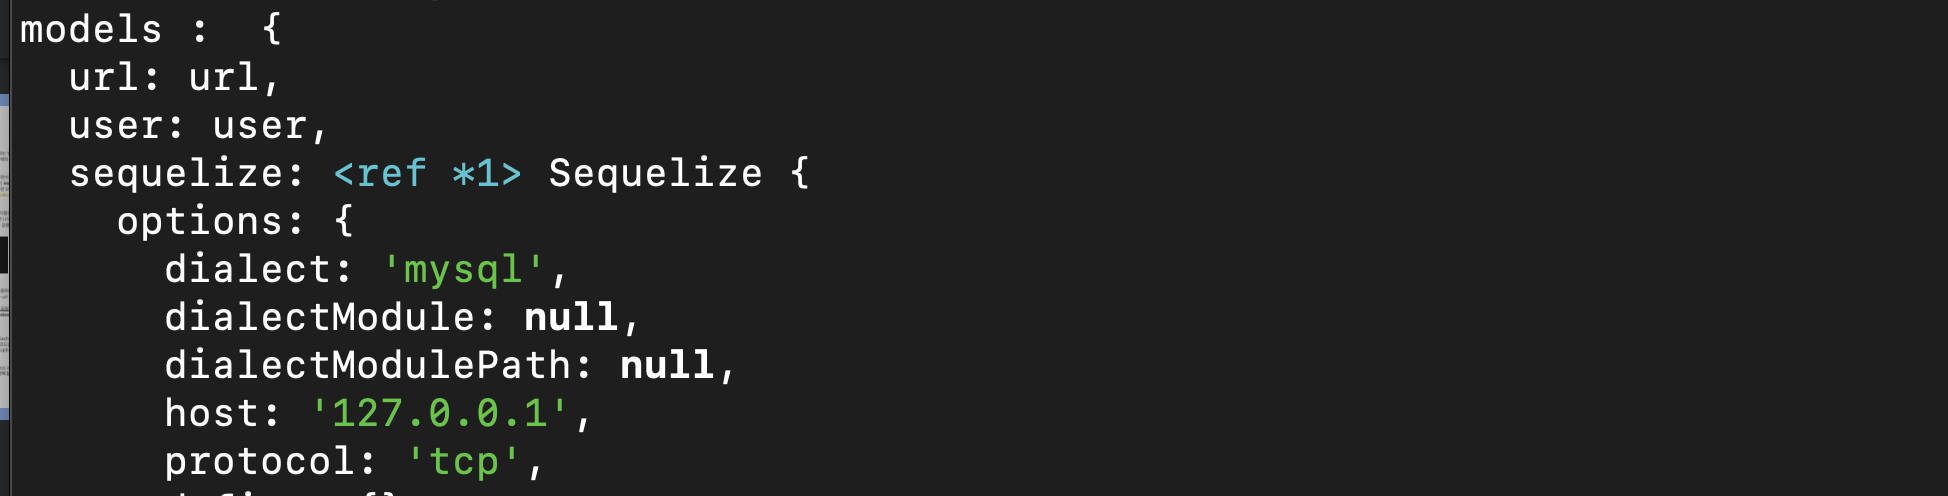 models :  {
  url: url,
  user: user,
  sequelize: <ref *1> Sequelize {
    options: {
      dialect: 'mysql',
      dialectModule: null,
      dialectModulePath: null,
      host: '127.0.0.1',
      protocol: 'tcp',